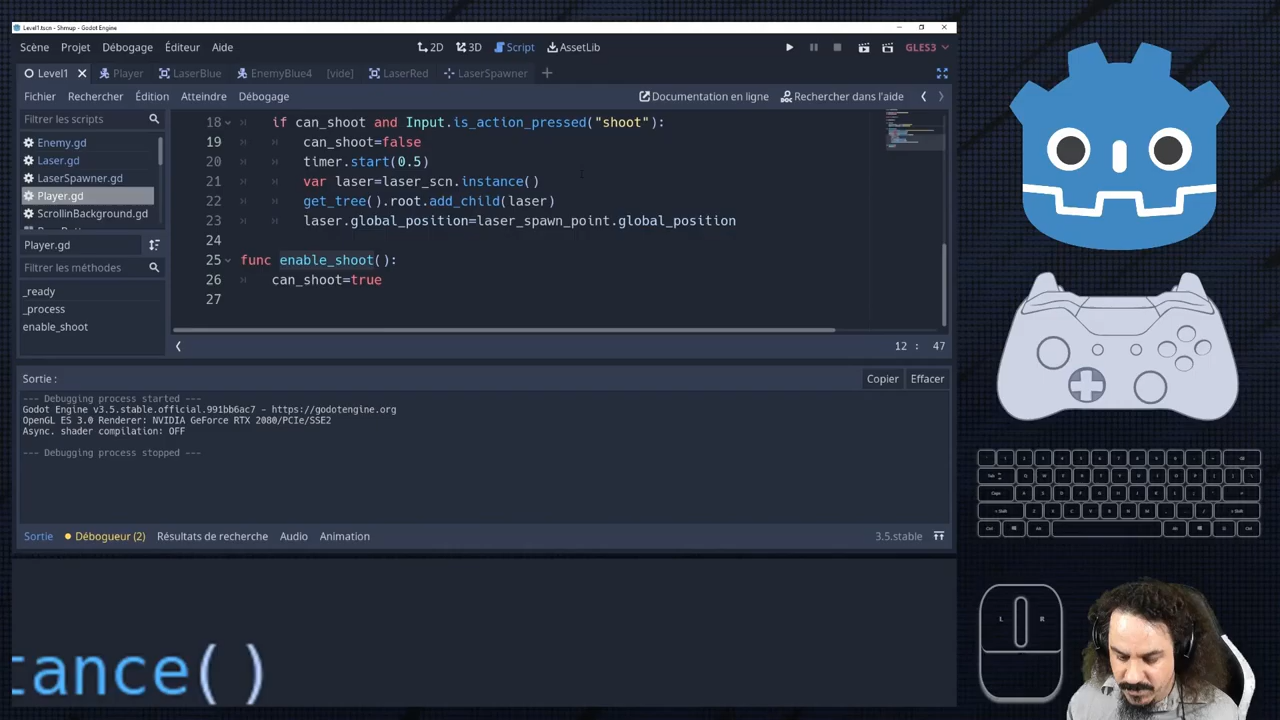 Level1.tscn - Shmup - Godot Engine
Scène Projet Débogage Éditeur Aide 2D 3D Script AssetLib GLES3
Level1 Player LaserBlue EnemyBlue4 [vide] LaserRed LaserSpawner
Fichier Rechercher Édition Atteindre Débogage Documentation en ligne Rechercher dans l'aide
Filtrer les scripts
Enemy.gd
Laser.gd
LaserSpawner.gd
Player.gd
ScrollinBackground.gd
Player.gd
Filtrer les méthodes
_ready
_process
enable_shoot
18 if can_shoot and Input.is_action_pressed("shoot"):
19 can_shoot=false
20 timer.start(0.5)
21 var laser=laser_scn.instance()
22 get_tree().root.add_child(laser)
23 laser.global_position=laser_spawn_point.global_position
24
25 func enable_shoot():
26 can_shoot=true
27
12 : 47
Sortie :
Copier Effacer
--- Debugging process started ---
Godot Engine v3.5.stable.official.991bb6ac7 - https://godotengine.org
OpenGL ES 3.0 Renderer: NVIDIA GeForce RTX 2080/PCIe/SSE2
Async. shader compilation: OFF
--- Debugging process stopped ---
Sortie Débogueur (2) Résultats de recherche Audio Animation 3.5.stable
tance()
L R